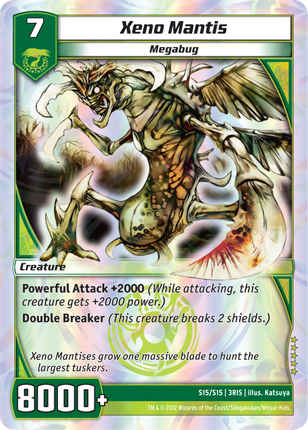 7
Xeno Mantis
Megabug
Creature
Powerful Attack +2000 (While attacking, this
creature gets +2000 power.)
Double Breaker (This creature breaks 2 shields.)
Xeno Mantises grow one massive blade to hunt the
largest tuskers.
8000+
S15/S15 | 3RIS | illus. Katsuya
TM & © 2012 Wizards of the Coast/Shogakukan/Mitsui-Kids.